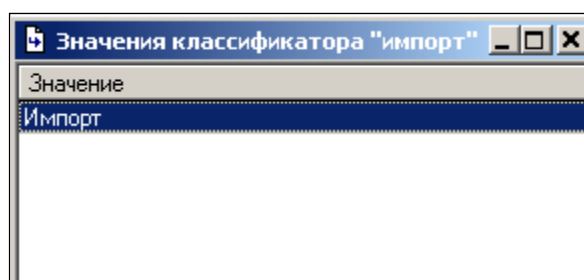 Значения классификатора "импорт"
Значение
Импорт